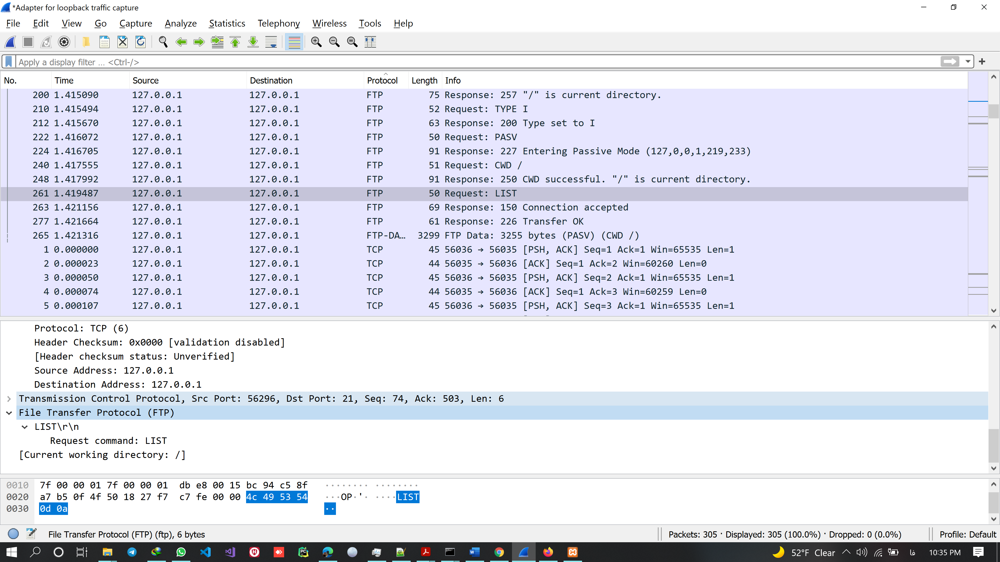 *Adapter for loopback traffic capture
File Edit View Go Capture Analyze Statistics Telephony Wireless Tools Help
Apply a display filter ... <Ctrl-/>
No. Time Source Destination Protocol Length Info
200 1.415090 127.0.0.1 127.0.0.1 FTP 75 Response: 257 "/" is current directory.
210 1.415494 127.0.0.1 127.0.0.1 FTP 52 Request: TYPE I
212 1.415670 127.0.0.1 127.0.0.1 FTP 63 Response: 200 Type set to I
222 1.416072 127.0.0.1 127.0.0.1 FTP 50 Request: PASV
224 1.416705 127.0.0.1 127.0.0.1 FTP 91 Response: 227 Entering Passive Mode (127,0,0,1,219,233)
240 1.417555 127.0.0.1 127.0.0.1 FTP 51 Request: CWD /
248 1.417992 127.0.0.1 127.0.0.1 FTP 91 Response: 250 CWD successful. "/" is current directory.
261 1.419487 127.0.0.1 127.0.0.1 FTP 50 Request: LIST
263 1.421156 127.0.0.1 127.0.0.1 FTP 69 Response: 150 Connection accepted
277 1.421664 127.0.0.1 127.0.0.1 FTP 61 Response: 226 Transfer OK
265 1.421316 127.0.0.1 127.0.0.1 FTP-DA... 3299 FTP Data: 3255 bytes (PASV) (CWD /)
1 0.000000 127.0.0.1 127.0.0.1 TCP 45 56036 → 56035 [PSH, ACK] Seq=1 Ack=1 Win=65535 Len=1
2 0.000023 127.0.0.1 127.0.0.1 TCP 44 56035 → 56036 [ACK] Seq=1 Ack=2 Win=60260 Len=0
3 0.000050 127.0.0.1 127.0.0.1 TCP 45 56036 → 56035 [PSH, ACK] Seq=2 Ack=1 Win=65535 Len=1
4 0.000074 127.0.0.1 127.0.0.1 TCP 44 56035 → 56036 [ACK] Seq=1 Ack=3 Win=60259 Len=0
5 0.000107 127.0.0.1 127.0.0.1 TCP 45 56036 → 56035 [PSH, ACK] Seq=3 Ack=1 Win=65535 Len=1
Protocol: TCP (6)
Header Checksum: 0x0000 [validation disabled]
[Header checksum status: Unverified]
Source Address: 127.0.0.1
Destination Address: 127.0.0.1
Transmission Control Protocol, Src Port: 56296, Dst Port: 21, Seq: 74, Ack: 503, Len: 6
File Transfer Protocol (FTP)
LIST\r\n
Request command: LIST
[Current working directory: /]
0010 7f 00 00 01 7f 00 00 01 db e8 00 15 bc 94 c5 8f ········ ········
0020 a7 b5 0f 4f 50 18 27 f7 c7 fe 00 00 4c 49 53 54 ···OP·'· ····LIST
0030 0d 0a ··
File Transfer Protocol (FTP) (ftp), 6 bytes
Packets: 305 · Displayed: 305 (100.0%) · Dropped: 0 (0.0%)
Profile: Default
52°F Clear فا 10:35 PM